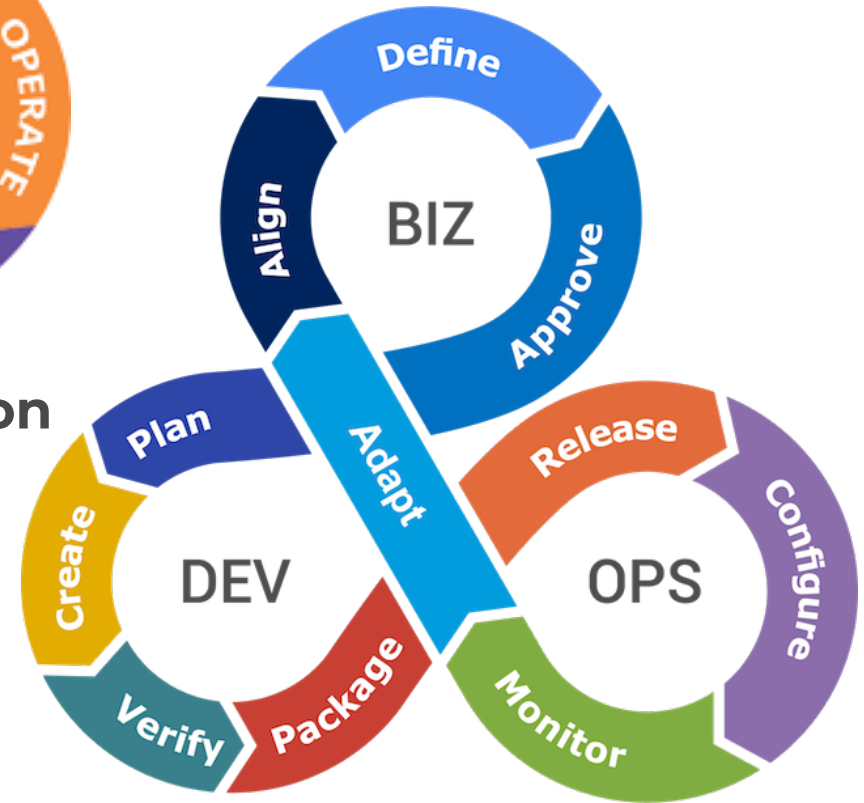 OPERATE
Define
Align
BIZ
Approve
on
Plan
Adapt
Release
Create
DEV
OPS
Configure
Verify
Package
Monitor